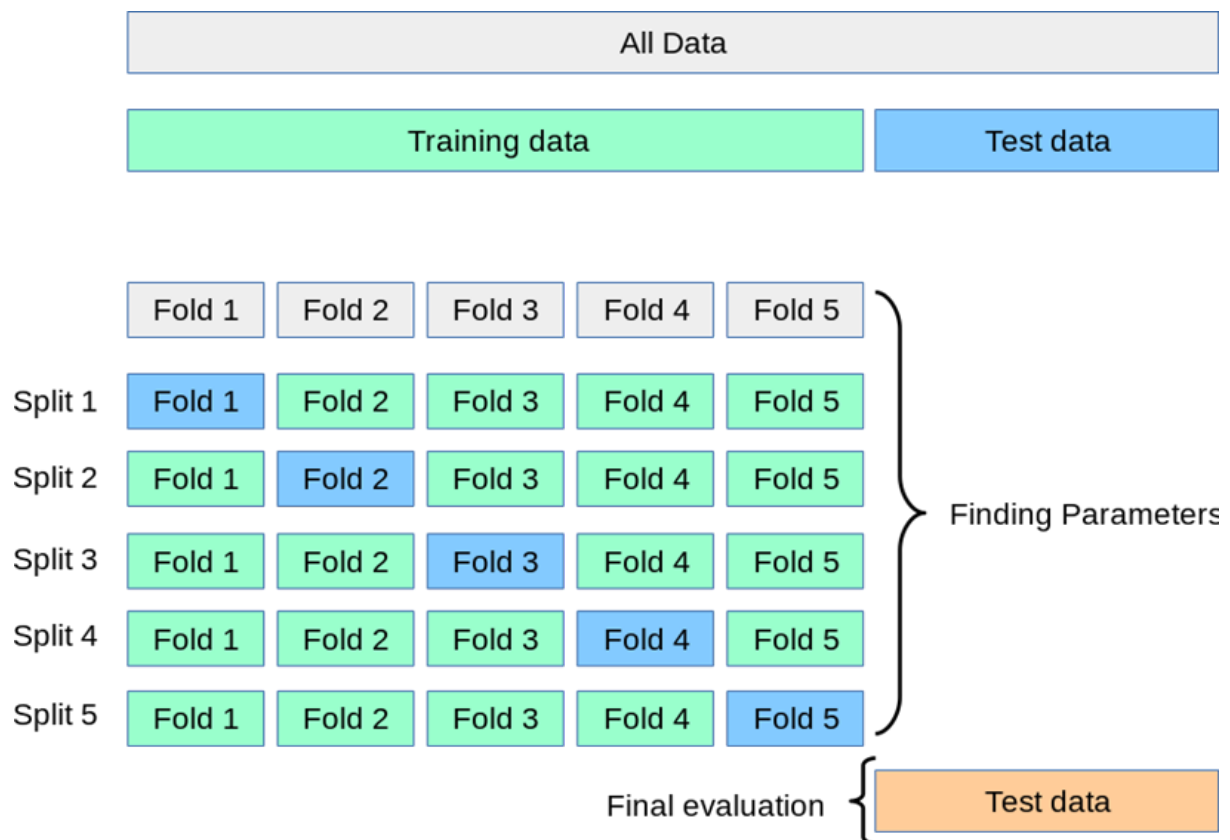 All Data
Training data Test data
Fold 1 Fold 2 Fold 3 Fold 4 Fold 5
Split 1 Fold 1 Fold 2 Fold 3 Fold 4 Fold 5
Split 2 Fold 1 Fold 2 Fold 3 Fold 4 Fold 5
Finding Parameters
Split 3 Fold 1 Fold 2 Fold 3 Fold 4 Fold 5
Split 4 Fold 1 Fold 2 Fold 3 Fold 4 Fold 5
Split 5 Fold 1 Fold 2 Fold 3 Fold 4 Fold 5
Final evaluation Test data